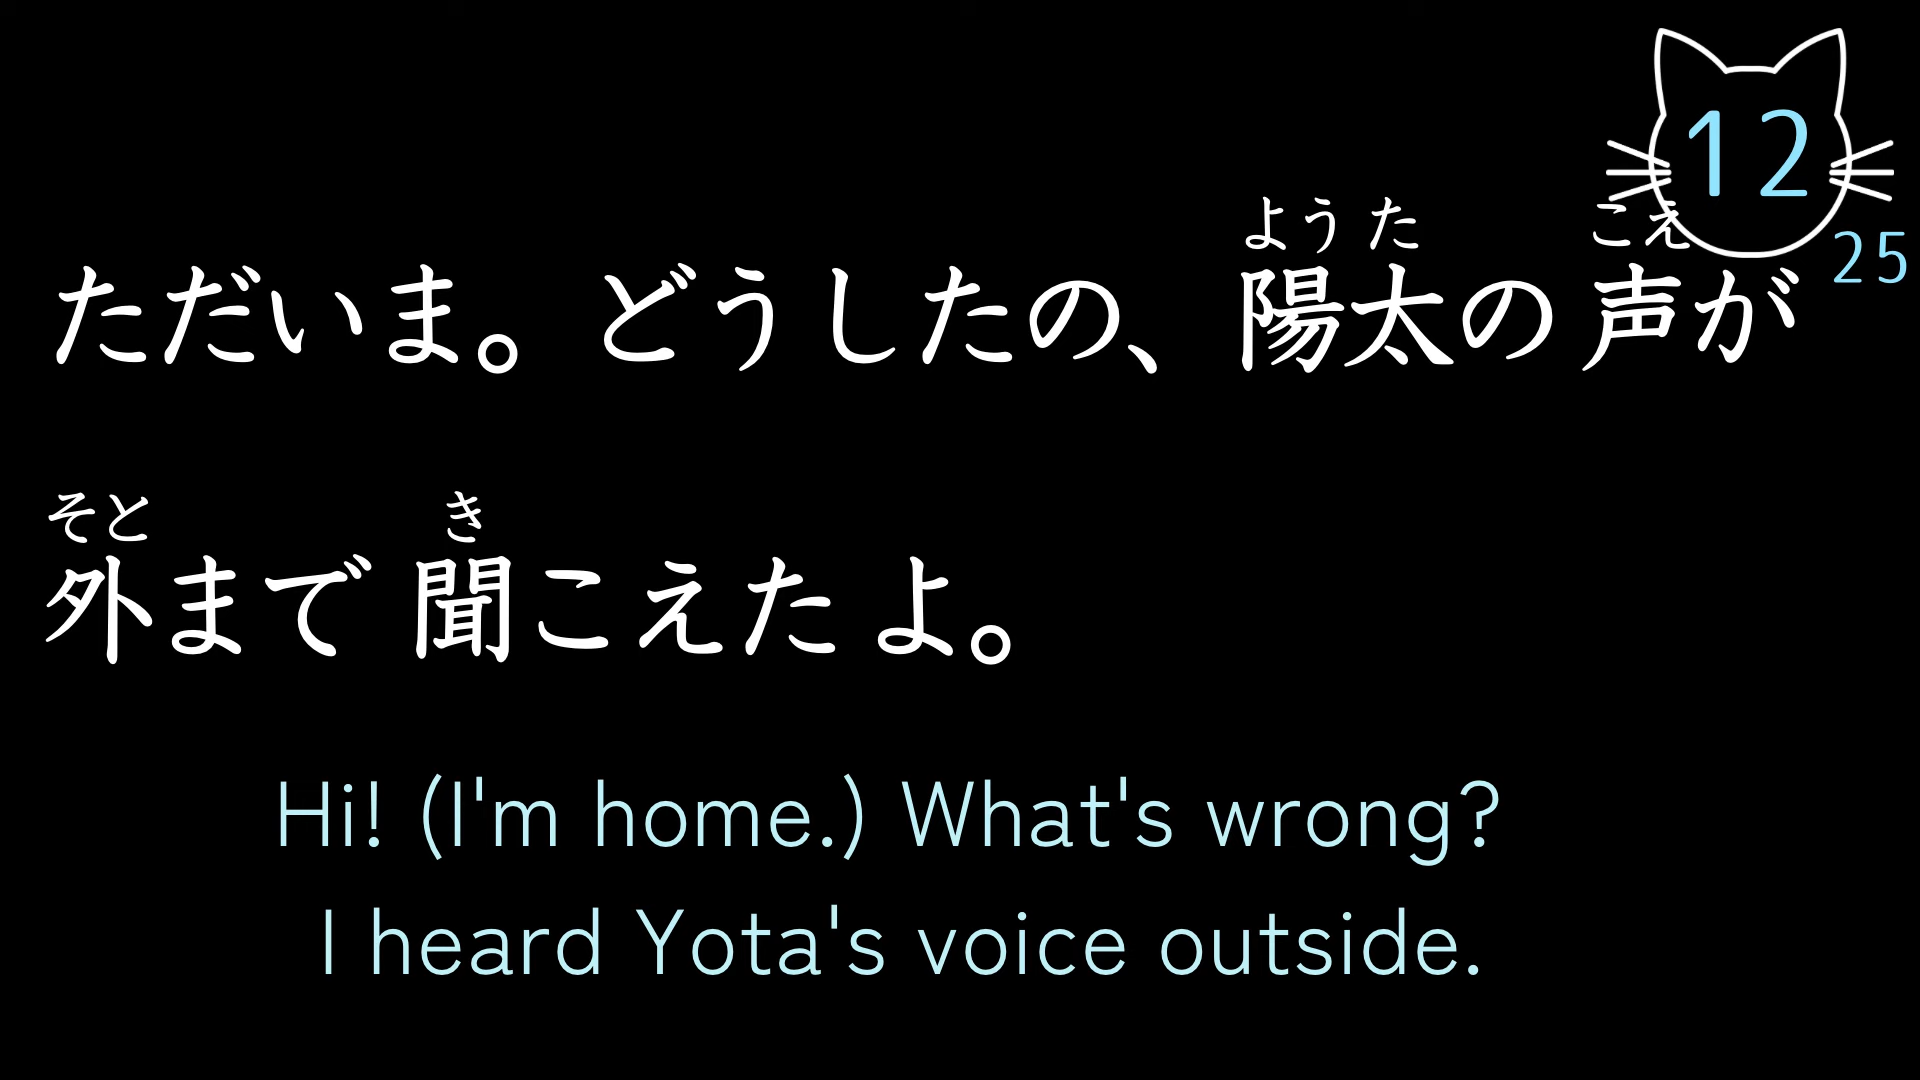 12
25
よう た こえ
ただいま。どうしたの、陽太の 声が
そと き
外まで 聞こえた よ。
Hi! (I'm home.) What's wrong?
I heard Yota's voice outside.